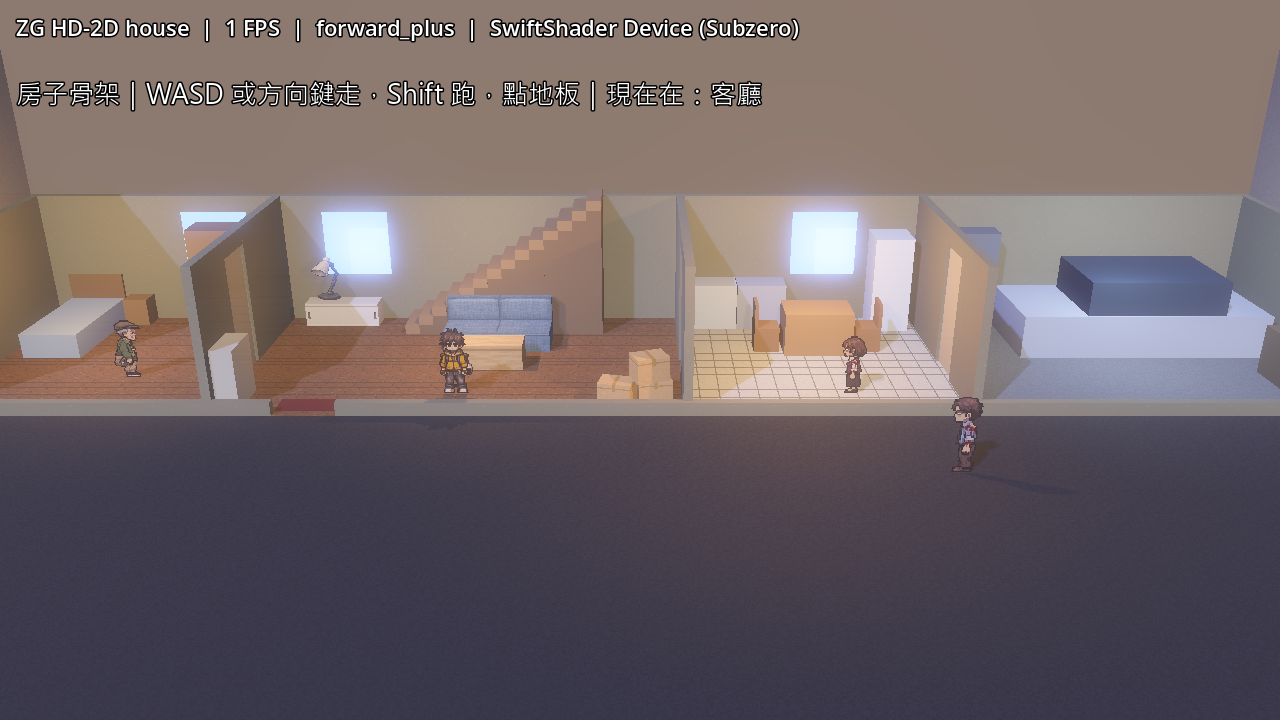 ZG HD-2D house | 1 FPS | forward_plus | SwiftShader Device (Subzero)
房子骨架 | WASD 或方向鍵走，Shift 跑，點地板 | 現在在：客廳